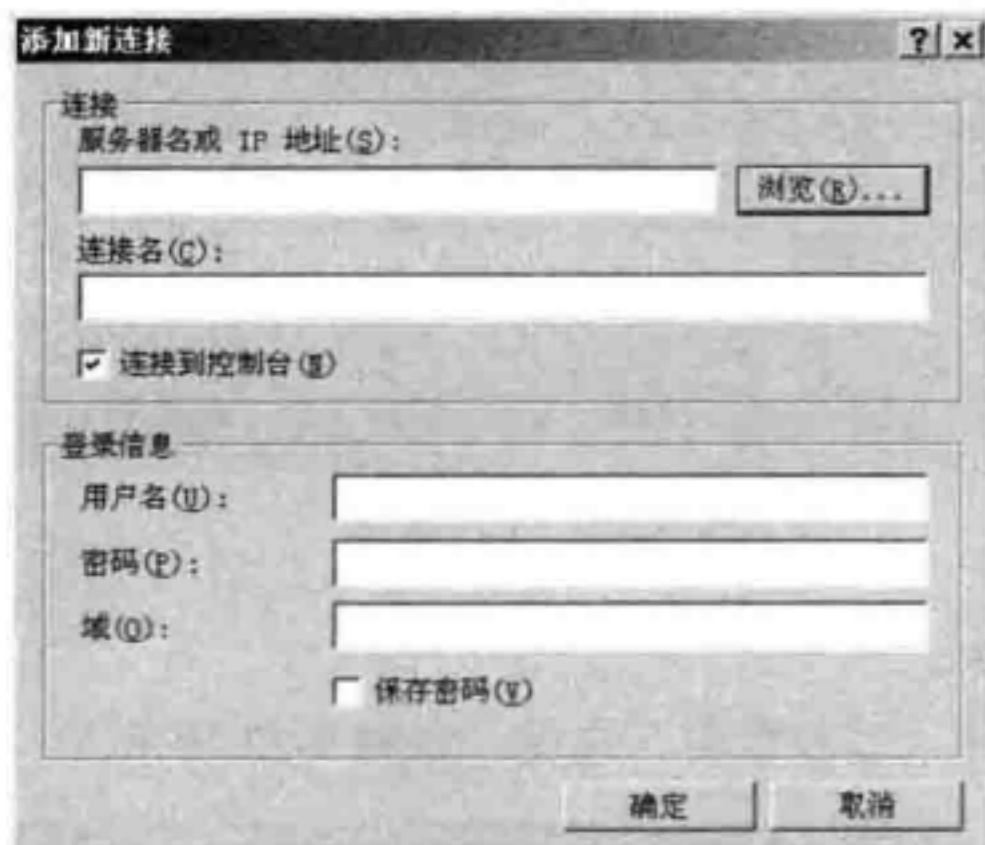 添加新连接
连接
服务器名或 IP 地址(S):
浏览(R)...
连接名(C):
连接到控制台(N)
登录信息
用户名(U):
密码(P):
域(O):
保存密码(V)
确定
取消